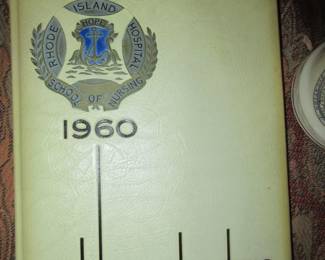 RHODE ISLAND HOSPITAL
HOPE
SCHOOL OF NURSING
1960